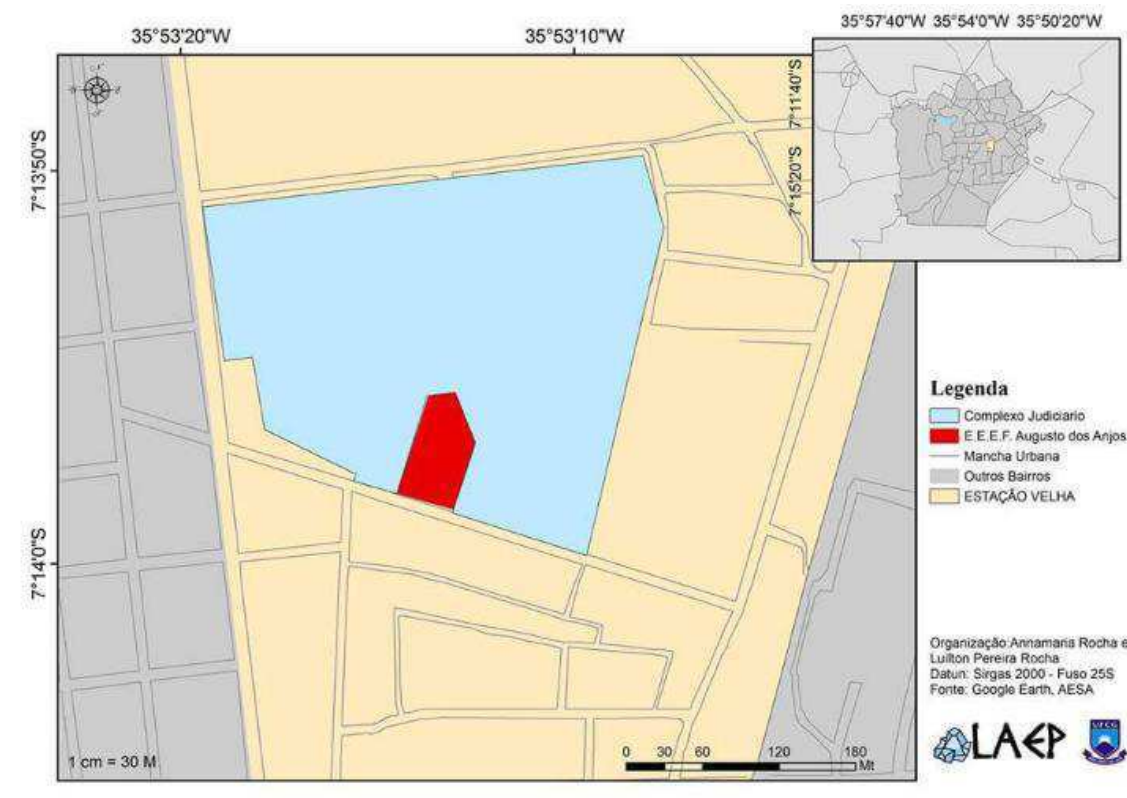 35°53'20"W
35°53'10"W
35°57'40"W 35°54'0"W 35°50'20"W
7°11'40"S
7°15'20"S
7°13'50"S
7°14'0"S
Legenda
Complexo Judiciario
E.E.E.F. Augusto dos Anjos
Mancha Urbana
Outros Bairros
ESTAÇÃO VELHA
Organização:Annamaria Rocha e
Luilton Pereira Rocha
Datun: Sirgas 2000 - Fuso 25S
Fonte: Google Earth, AESA
LAEP
UFCG
1 cm = 30 M
0 30 60 120 180
Mt